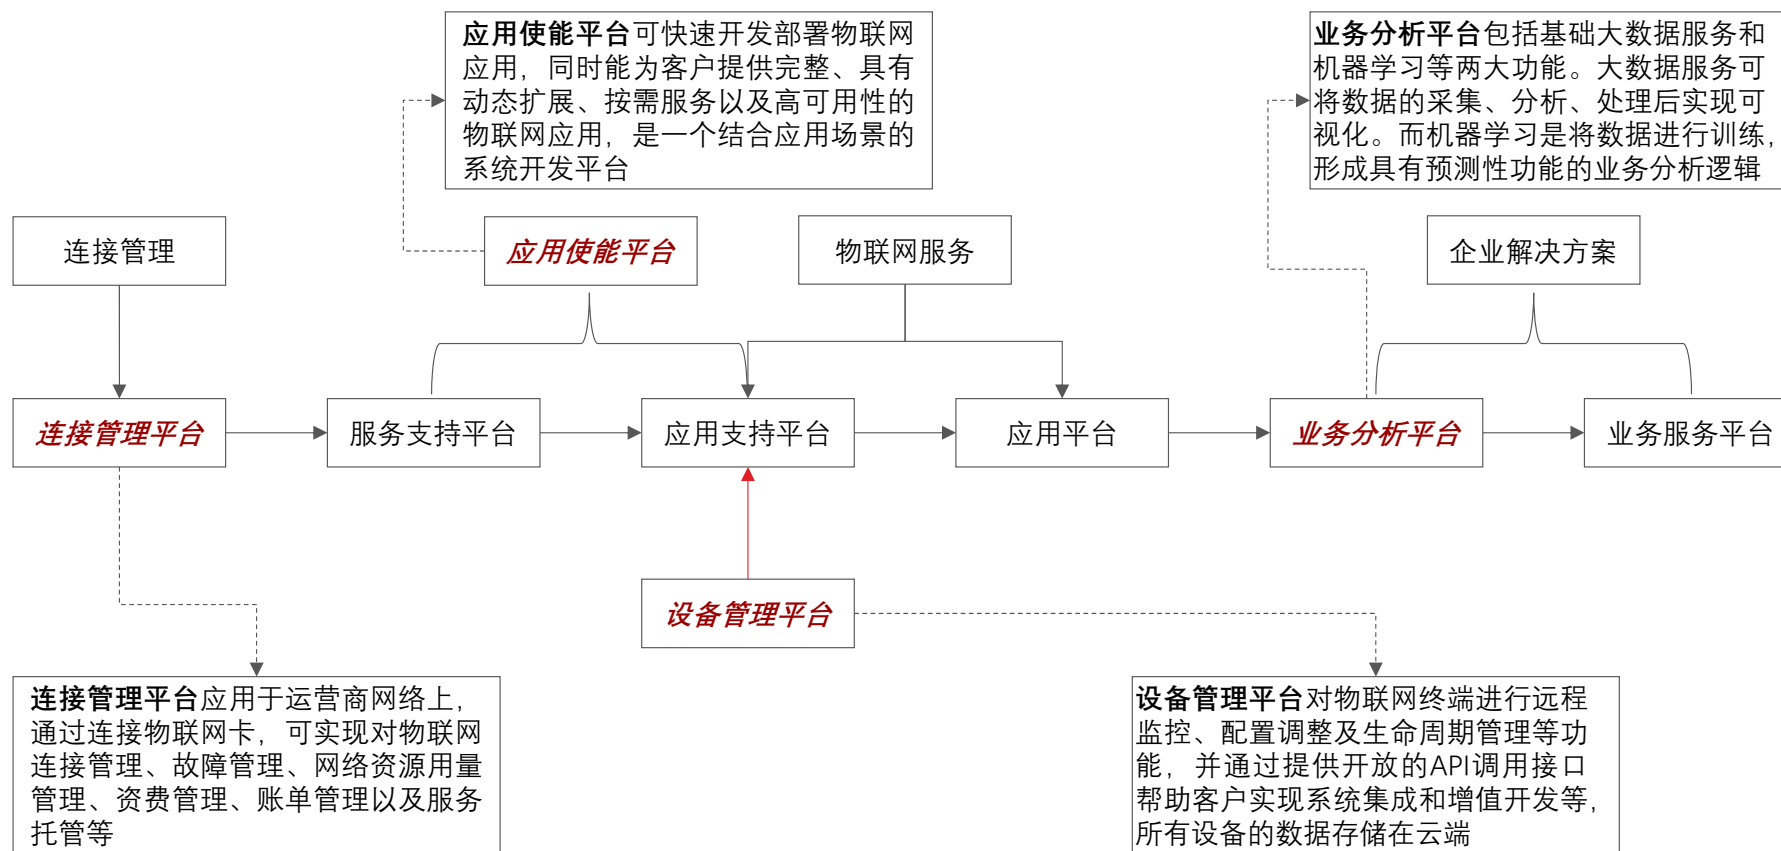 应用使能平台可快速开发部署物联网
应用，同时能为客户提供完整、具有
动态扩展、按需服务以及高可用性的
物联网应用，是一个结合应用场景的
系统开发平台
业务分析平台包括基础大数据服务和
机器学习等两大功能。大数据服务可
将数据的采集、分析、处理后实现可
视化。而机器学习是将数据进行训练，
形成具有预测性功能的业务分析逻辑
连接管理
应用使能平台
物联网服务
企业解决方案
连接管理平台
服务支持平台
应用支持平台
应用平台
业务分析平台
业务服务平台
设备管理平台
连接管理平台应用于运营商网络上，
通过连接物联网卡，可实现对物联网
连接管理、故障管理、网络资源用量
管理、资费管理、账单管理以及服务
托管等
设备管理平台对物联网终端进行远程
监控、配置调整及生命周期管理等功
能，并通过提供开放的API调用接口
帮助客户实现系统集成和增值开发等，
所有设备的数据存储在云端